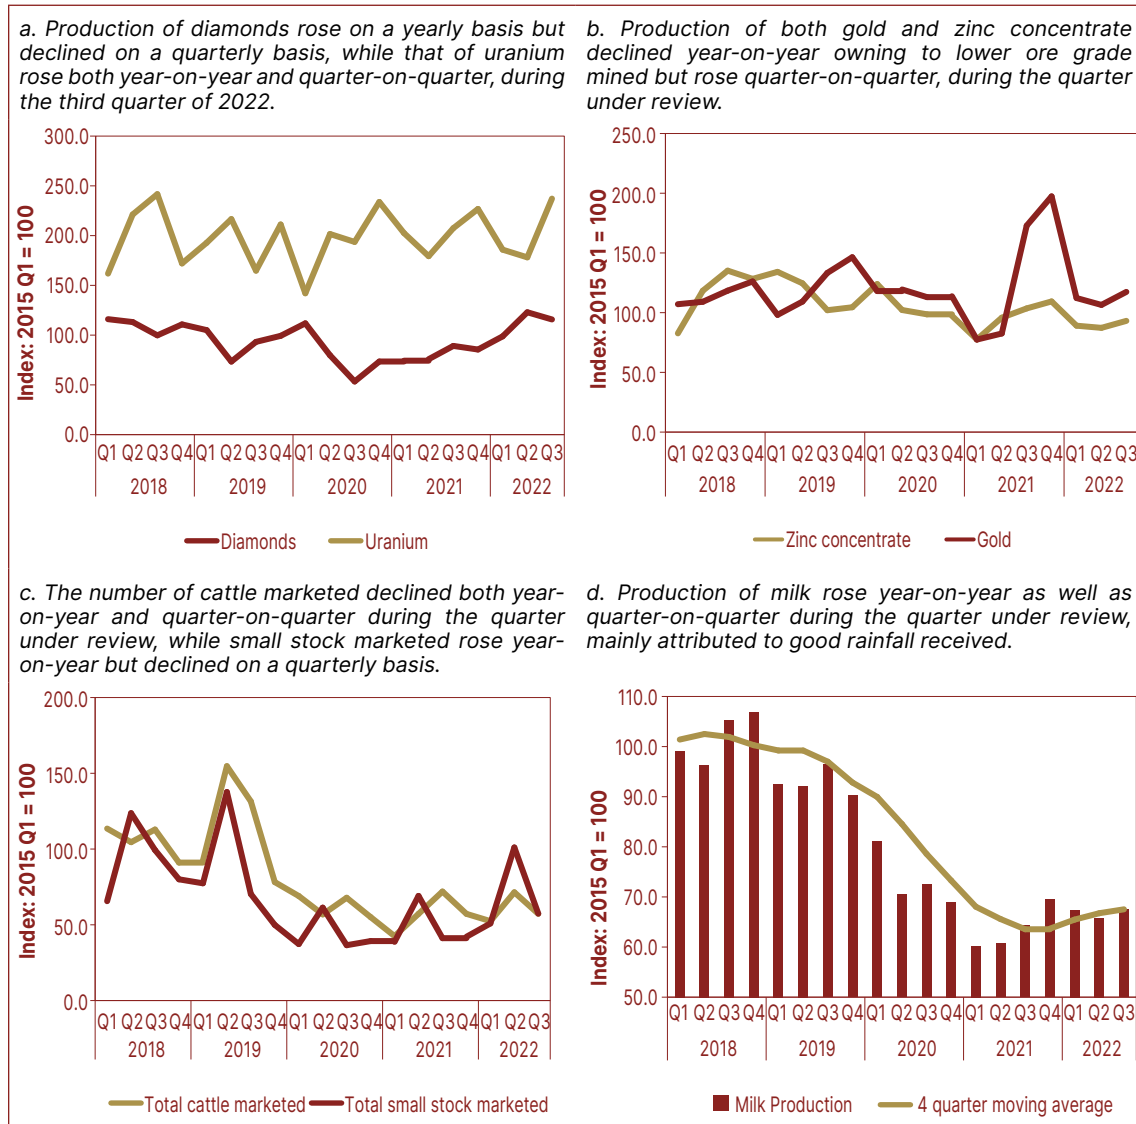 a. Production of diamonds rose on a yearly basis but
declined on a quarterly basis, while that of uranium
rose both year-on-year and quarter-on-quarter, during
the third quarter of 2022.
300.0
250.0
200.0
150.0
100.0
50.0
0.0
Index: 2015 Q1 = 100
Q1 Q2 Q3 Q4 Q1 Q2 Q3 Q4 Q1 Q2 Q3 Q4 Q1 Q2 Q3 Q4 Q1 Q2 Q3
2018 2019 2020 2021 2022
Diamonds Uranium
b. Production of both gold and zinc concentrate
declined year-on-year owning to lower ore grade
mined but rose quarter-on-quarter, during the quarter
under review.
250.0
200.0
150.0
100.0
50.0
0.0
Index: 2015 Q1 = 100
Q1 Q2 Q3 Q4 Q1 Q2 Q3 Q4 Q1 Q2 Q3 Q4 Q1 Q2 Q3 Q4 Q1 Q2 Q3
2018 2019 2020 2021 2022
Zinc concentrate Gold
c. The number of cattle marketed declined both year-
on-year and quarter-on-quarter during the quarter
under review, while small stock marketed rose year-
on-year but declined on a quarterly basis.
200.0
150.0
100.0
50.0
0.0
Index: 2015 Q1 = 100
Q1 Q2 Q3 Q4 Q1 Q2 Q3 Q4 Q1 Q2 Q3 Q4 Q1 Q2 Q3 Q4 Q1 Q2 Q3
2018 2019 2020 2021 2022
Total cattle marketed Total small stock marketed
d. Production of milk rose year-on-year as well as
quarter-on-quarter during the quarter under review,
mainly attributed to good rainfall received.
110.0
100.0
90.0
80.0
70.0
60.0
50.0
Index: 2015 Q1 = 100
Q1 Q2 Q3 Q4 Q1 Q2 Q3 Q4 Q1 Q2 Q3 Q4 Q1 Q2 Q3 Q4 Q1 Q2 Q3
2018 2019 2020 2021 2022
Milk Production 4 quarter moving average